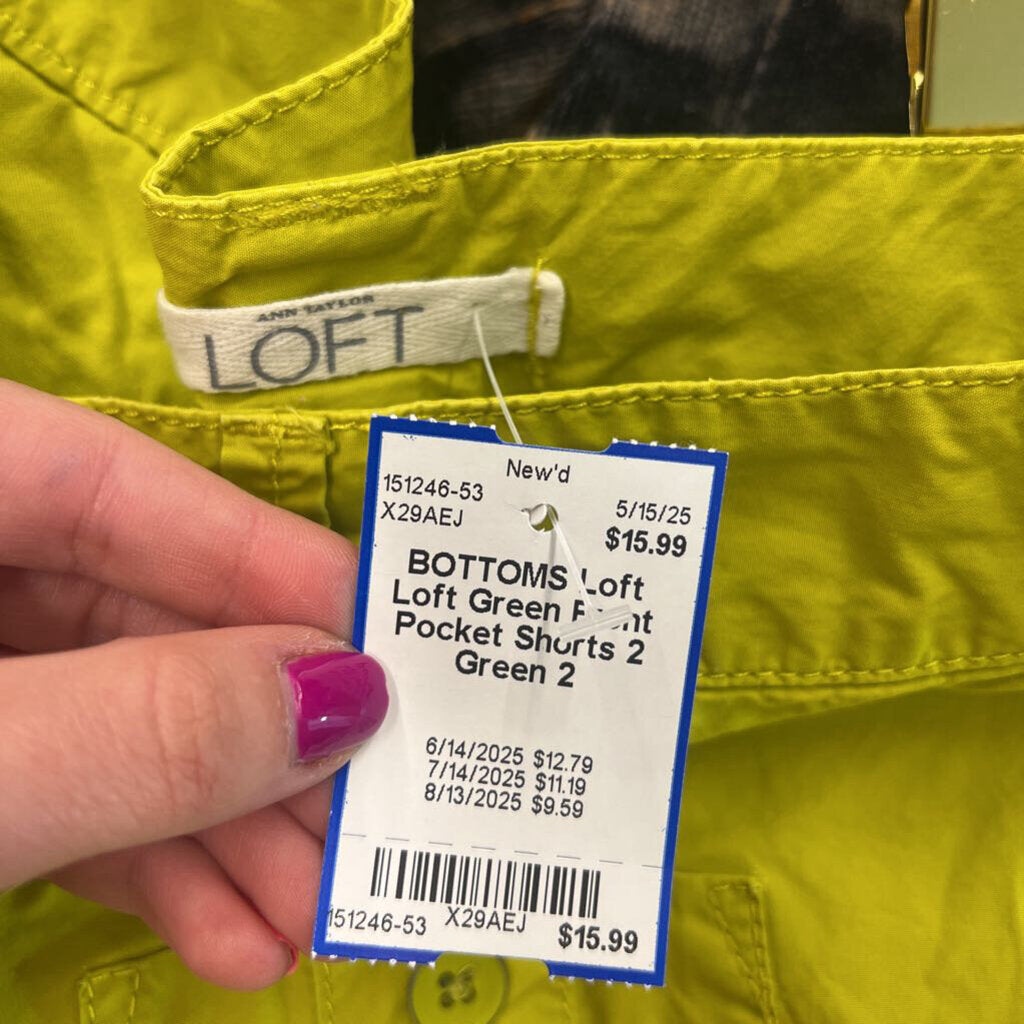 ANN TAYLOR
LOFT
New'd
151246-53
5/15/25
X29AEJ
$15.99
BOTTOMS Loft
Loft Green
Pocket Shorts 2
Green 2
6/14/2025 $12.79
7/14/2025 $11.19
8/13/2025 $9.59
151246-53
X29AEJ
$15.99